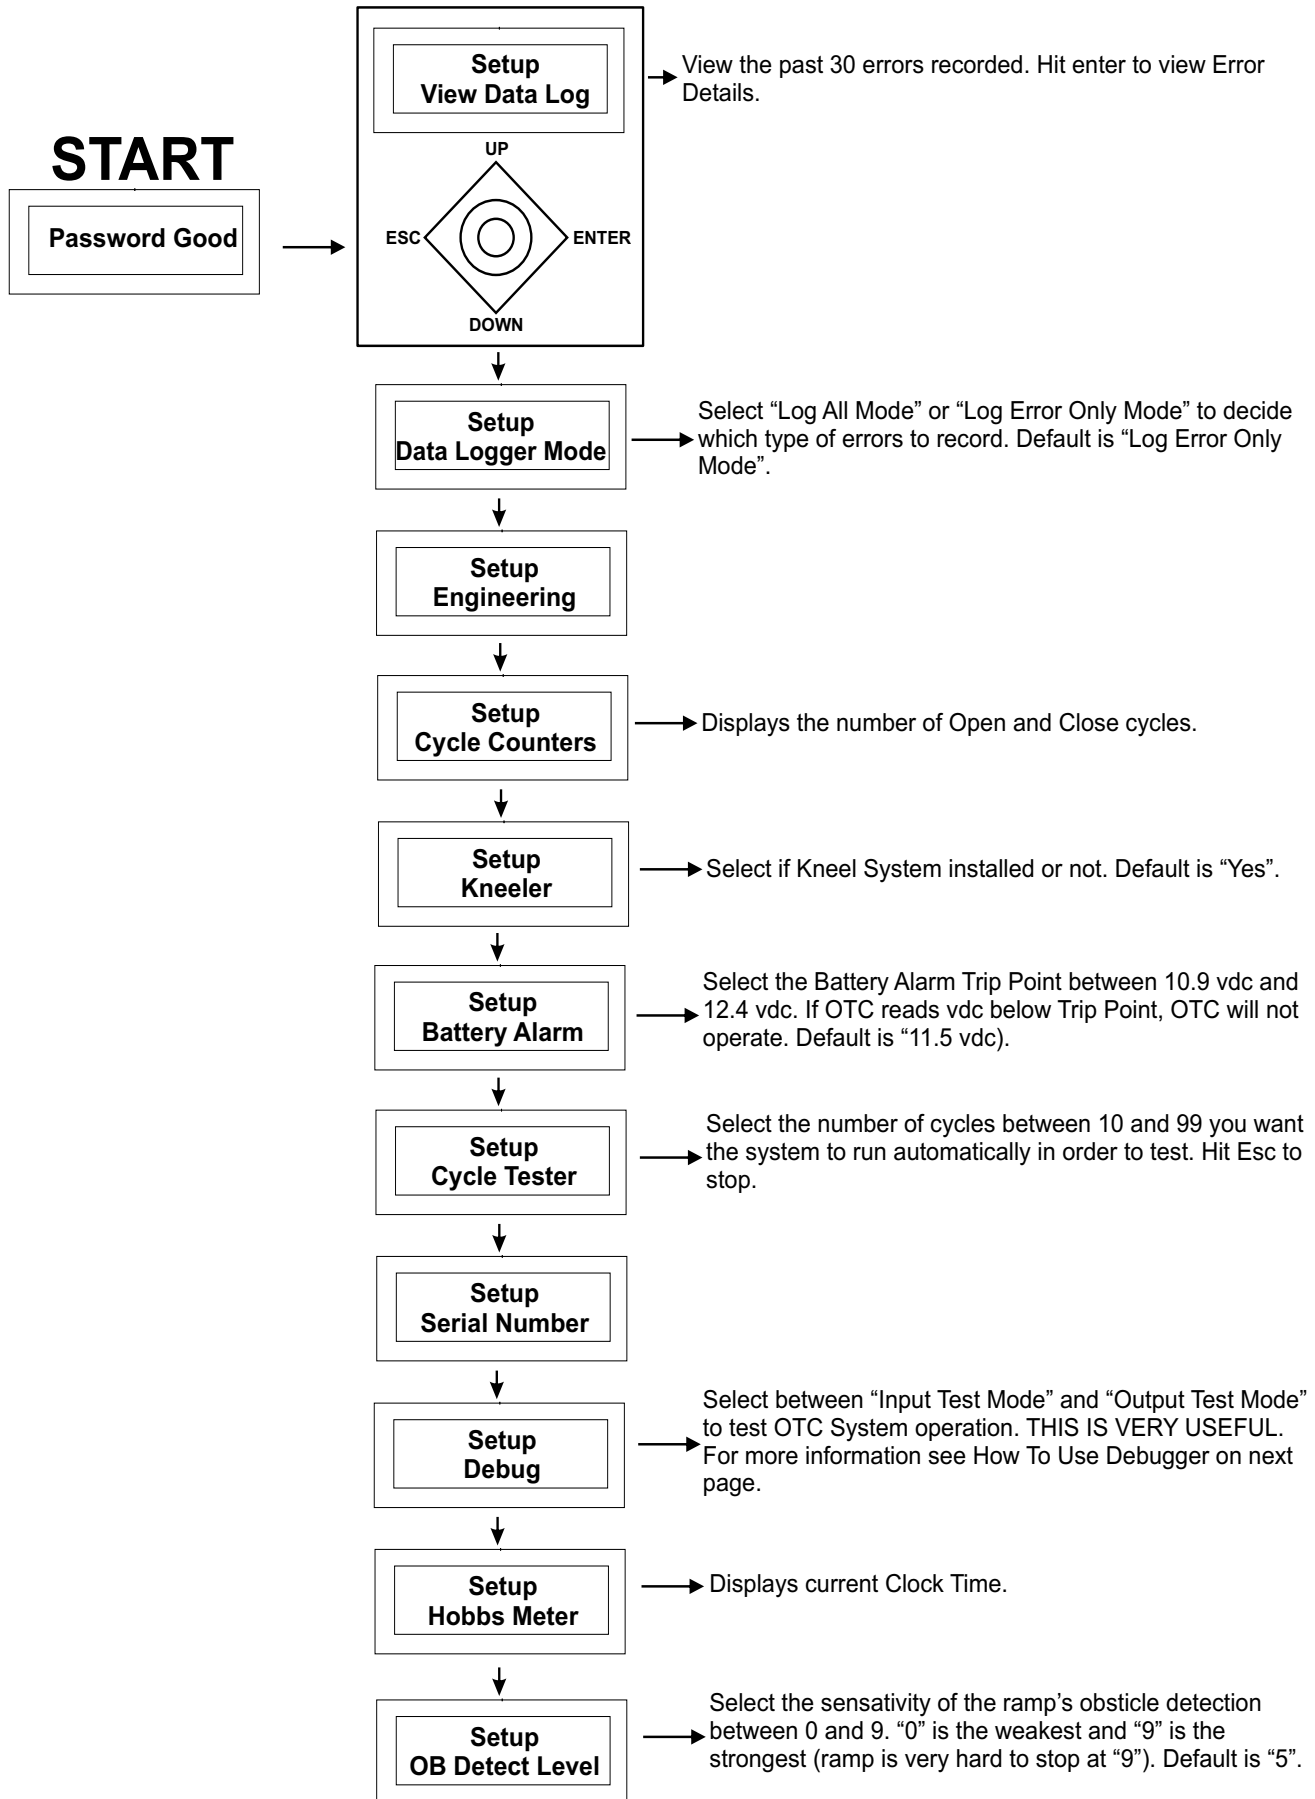 Setup
View Data Log
View the past 30 errors recorded. Hit enter to view Error
Details.
START
Password Good
UP
ESC
ENTER
DOWN
Setup
Data Logger Mode
Select “Log All Mode” or “Log Error Only Mode” to decide
which type of errors to record. Default is “Log Error Only
Mode”.
Setup
Engineering
Setup
Cycle Counters
Displays the number of Open and Close cycles.
Setup
Kneeler
Select if Kneel System installed or not. Default is “Yes”.
Setup
Battery Alarm
Select the Battery Alarm Trip Point between 10.9 vdc and
12.4 vdc. If OTC reads vdc below Trip Point, OTC will not
operate. Default is “11.5 vdc).
Setup
Cycle Tester
Select the number of cycles between 10 and 99 you want
the system to run automatically in order to test. Hit Esc to
stop.
Setup
Serial Number
Setup
Debug
Select between “Input Test Mode” and “Output Test Mode”
to test OTC System operation. THIS IS VERY USEFUL.
For more information see How To Use Debugger on next
page.
Setup
Hobbs Meter
Displays current Clock Time.
Setup
OB Detect Level
Select the sensativity of the ramp’s obsticle detection
between 0 and 9. “0” is the weakest and “9” is the
strongest (ramp is very hard to stop at “9”). Default is “5”.